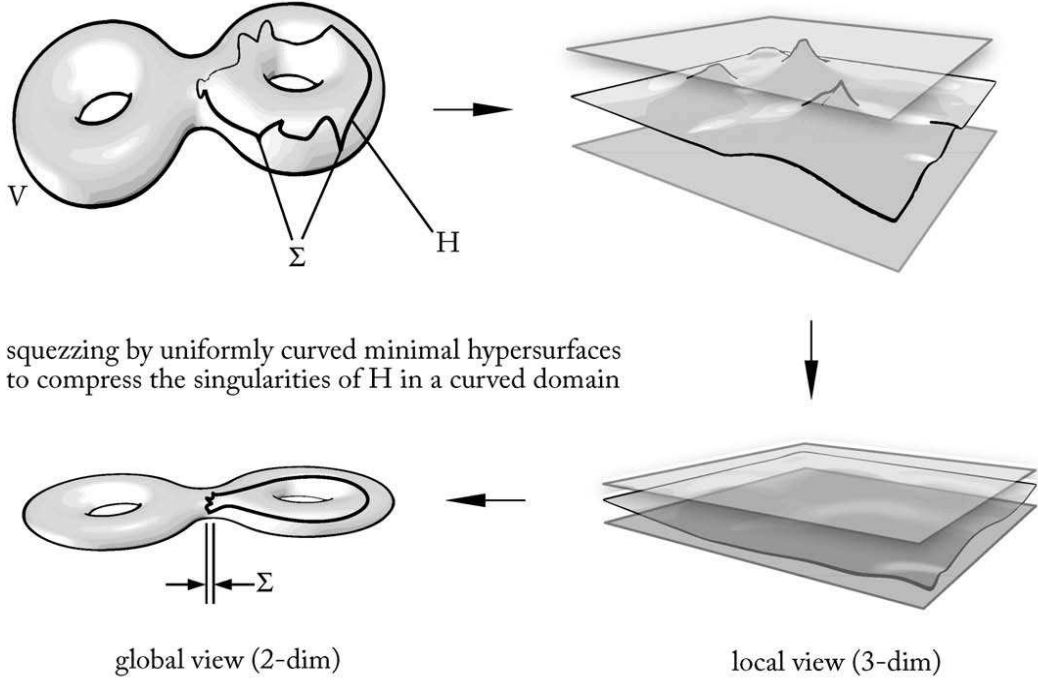 V
Σ
H
squezzing by uniformly curved minimal hypersurfaces
to compress the singularities of H in a curved domain
Σ
global view (2-dim)
local view (3-dim)